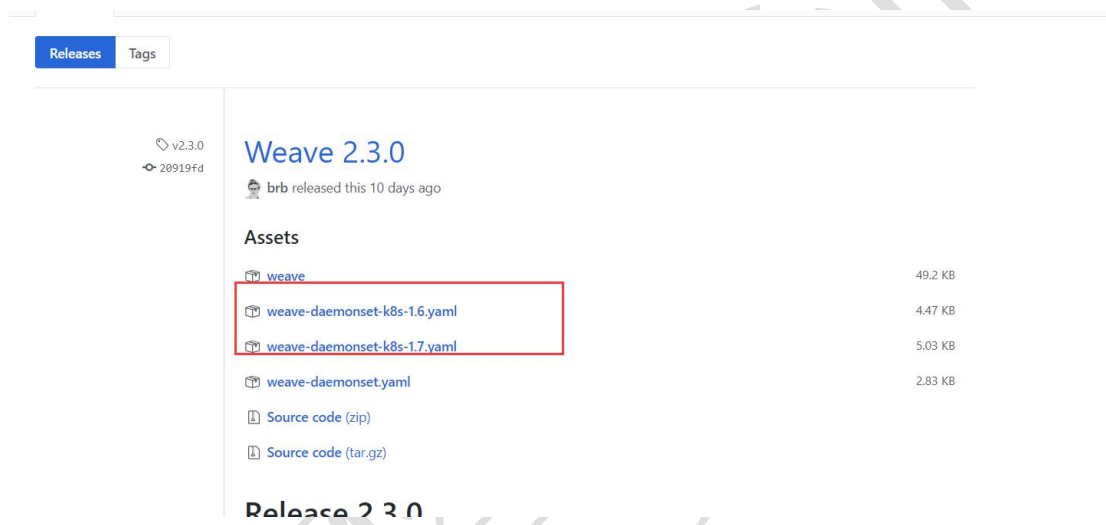 Releases Tags
v2.3.0
20919fd
Weave 2.3.0
brb released this 10 days ago
Assets
weave 49.2 KB
weave-daemonset-k8s-1.6.yaml 4.47 KB
weave-daemonset-k8s-1.7.yaml 5.03 KB
weave-daemonset.yaml 2.83 KB
Source code (zip)
Source code (tar.gz)
Release 2.3.0